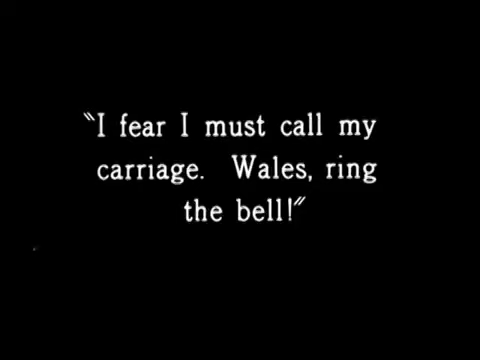 "I fear I must call my
carriage. Wales, ring
the bell!"